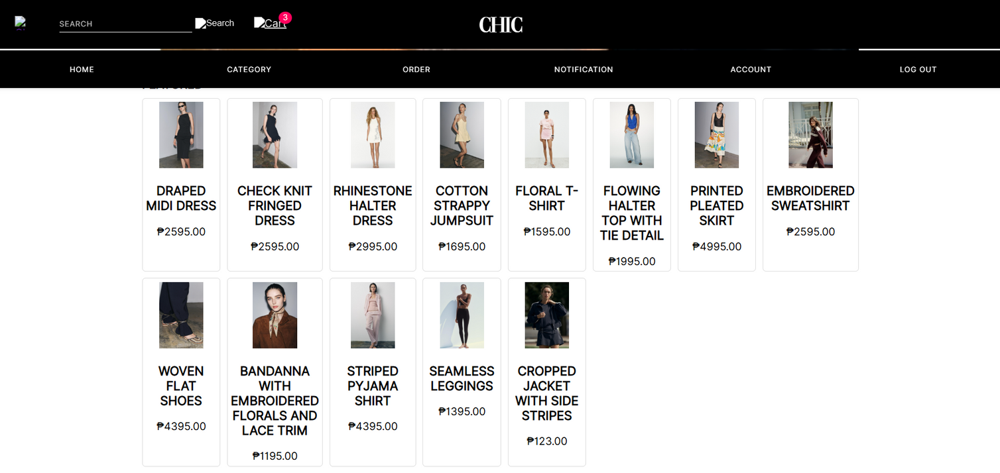 SEARCH
Search
Cart
3
CHIC
HOME
CATEGORY
ORDER
NOTIFICATION
ACCOUNT
LOG OUT
DRAPED
MIDI DRESS
₱2595.00
CHECK KNIT
FRINGED
DRESS
₱2595.00
RHINESTONE
HALTER
DRESS
₱2995.00
COTTON
STRAPPY
JUMPSUIT
₱1695.00
FLORAL T-
SHIRT
₱1595.00
FLOWING
HALTER
TOP WITH
TIE DETAIL
₱1995.00
PRINTED
PLEATED
SKIRT
₱4995.00
EMBROIDERED
SWEATSHIRT
₱2595.00
WOVEN
FLAT
SHOES
₱4395.00
BANDANNA
WITH
EMBROIDERED
FLORALS AND
LACE TRIM
₱1195.00
STRIPED
PYJAMA
SHIRT
₱4395.00
SEAMLESS
LEGGINGS
₱1395.00
CROPPED
JACKET
WITH SIDE
STRIPES
₱123.00